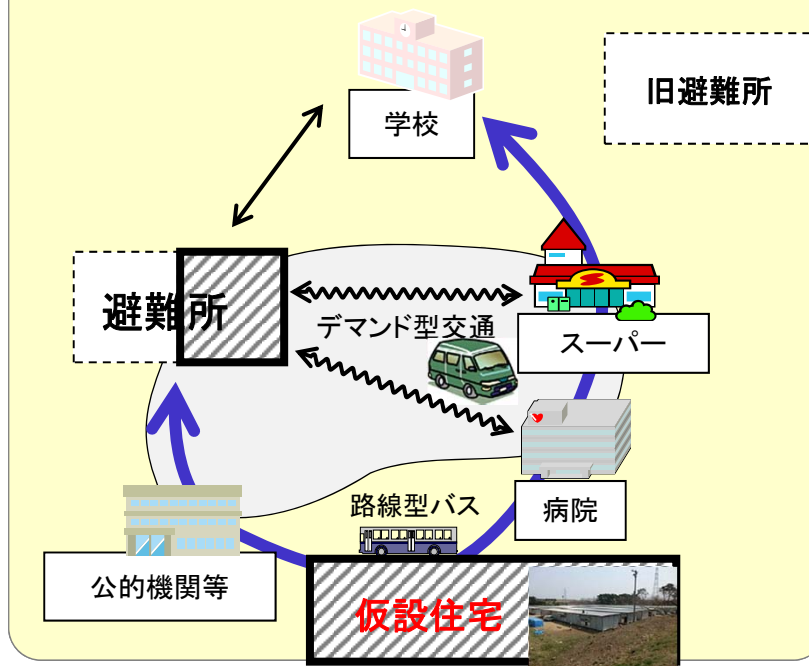 学校
旧避難所
避難所
デマンド型交通
スーパー
路線型バス
病院
公的機関等
仮設住宅